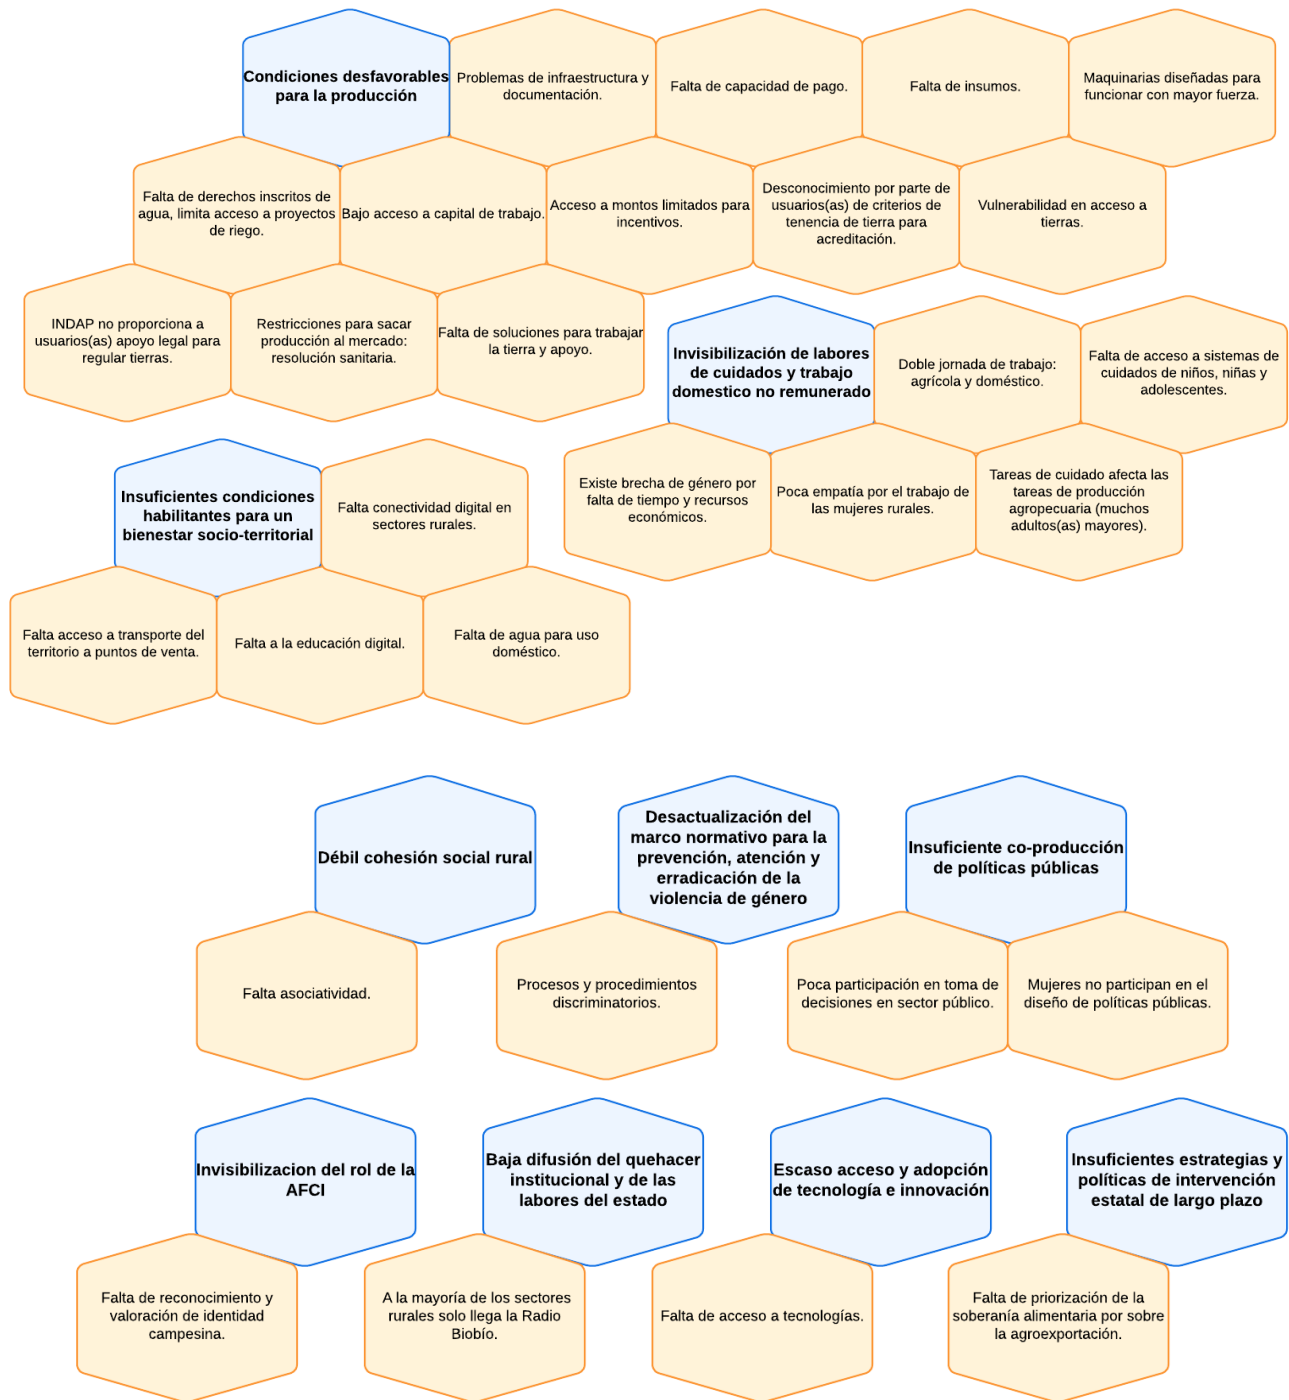 Condiciones desfavorables
para la producción
Problemas de infraestructura y
documentación.
Falta de capacidad de pago.
Falta de insumos.
Maquinarias diseñadas para
funcionar con mayor fuerza.
Falta de derechos inscritos de
agua, limita acceso a proyectos
de riego.
Bajo acceso a capital de trabajo.
Acceso a montos limitados para
incentivos.
Desconocimiento por parte de
usuarios(as) de criterios de
tenencia de tierra para
acreditación.
Vulnerabilidad en acceso a
tierras.
INDAP no proporciona a
usuarios(as) apoyo legal para
regular tierras.
Restricciones para sacar
producción al mercado:
resolución sanitaria.
Falta de soluciones para trabajar
la tierra y apoyo.
Invisibilización de labores
de cuidados y trabajo
domestico no remunerado
Doble jornada de trabajo:
agrícola y doméstico.
Falta de acceso a sistemas de
cuidados de niños, niñas y
adolescentes.
Existe brecha de género por
falta de tiempo y recursos
económicos.
Poca empatía por el trabajo de
las mujeres rurales.
Tareas de cuidado afecta las
tareas de producción
agropecuaria (muchos
adultos(as) mayores).
Insuficientes condiciones
habilitantes para un
bienestar socio-territorial
Falta conectividad digital en
sectores rurales.
Falta acceso a transporte del
territorio a puntos de venta.
Falta a la educación digital.
Falta de agua para uso
doméstico.
Débil cohesión social rural
Falta asociatividad.
Desactualización del
marco normativo para la
prevención, atención y
erradicación de la
violencia de género
Procesos y procedimientos
discriminatorios.
Insuficiente co-producción
de políticas públicas
Poca participación en toma de
decisiones en sector público.
Mujeres no participan en el
diseño de políticas públicas.
Invisibilizacion del rol de la
AFCI
Falta de reconocimiento y
valoración de identidad
campesina.
Baja difusión del quehacer
institucional y de las
labores del estado
A la mayoría de los sectores
rurales solo llega la Radio
Biobío.
Escaso acceso y adopción
de tecnología e innovación
Falta de acceso a tecnologías.
Insuficientes estrategias y
políticas de intervención
estatal de largo plazo
Falta de priorización de la
soberanía alimentaria por sobre
la agroexportación.